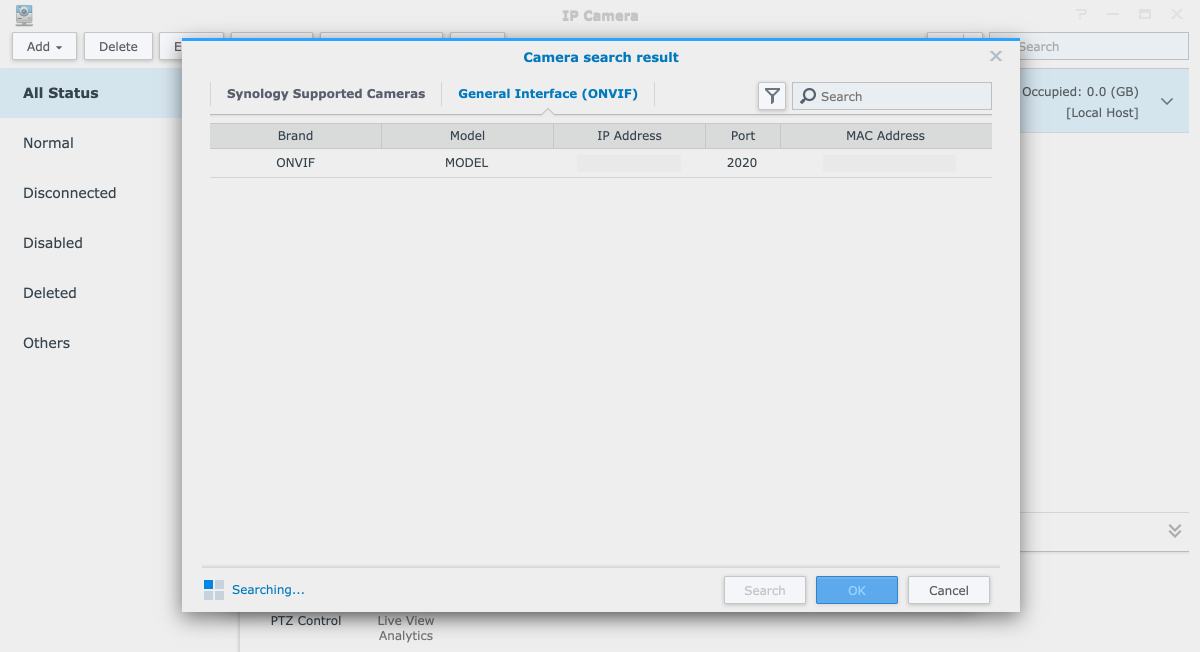 IP Camera
Add
Delete
Search
All Status
Normal
Disconnected
Disabled
Deleted
Others
Occupied: 0.0 (GB)
[Local Host]
Camera search result
Synology Supported Cameras
General Interface (ONVIF)
Search
Brand Model IP Address Port MAC Address
ONVIF MODEL 2020
Searching...
Search
OK
Cancel
PTZ Control
Live View
Analytics